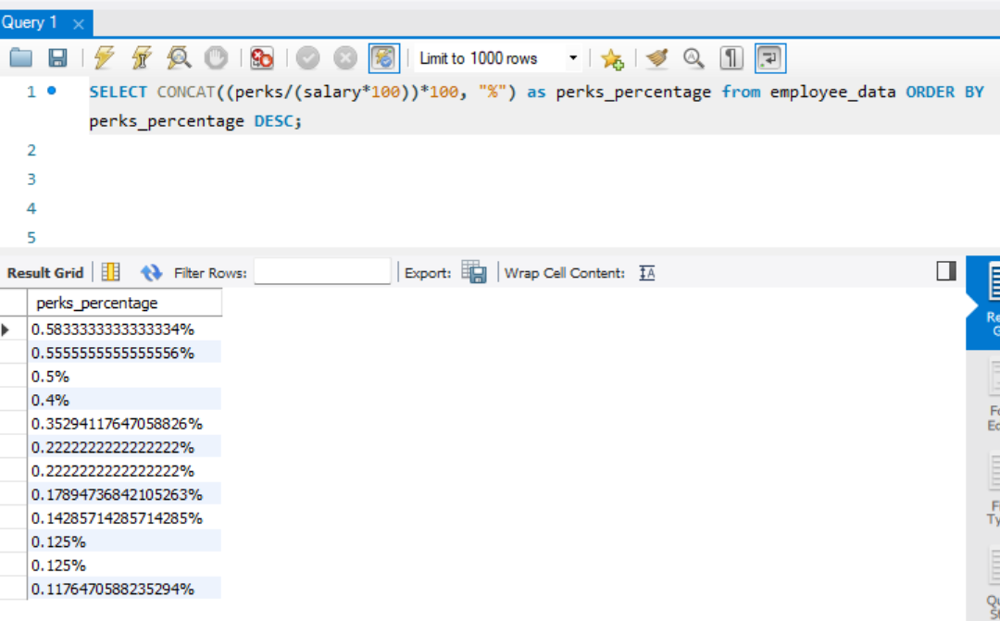 Query 1
Limit to 1000 rows
1 SELECT CONCAT((perks/(salary*100))*100, "%") as perks_percentage from employee_data ORDER BY
perks_percentage DESC;
2
3
4
5
Result Grid Filter Rows: Export: Wrap Cell Content:
perks_percentage
0.5833333333333334%
0.5555555555555556%
0.5%
0.4%
0.35294117647058826%
0.2222222222222222%
0.2222222222222222%
0.17894736842105263%
0.14285714285714285%
0.125%
0.125%
0.1176470588235294%